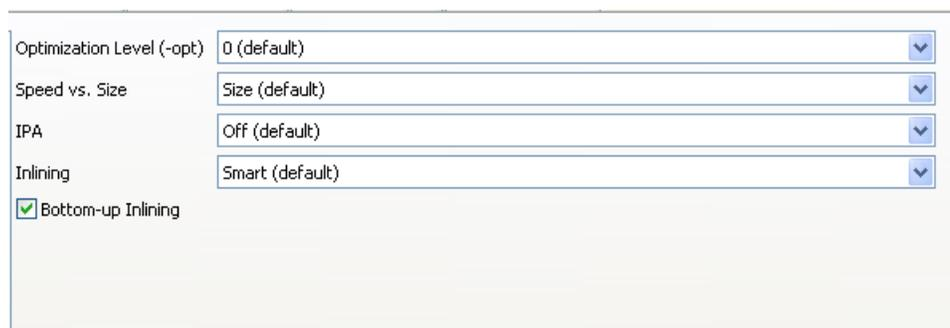 Optimization Level (-opt) 0 (default)
Speed vs. Size Size (default)
IPA Off (default)
Inlining Smart (default)
Bottom-up Inlining